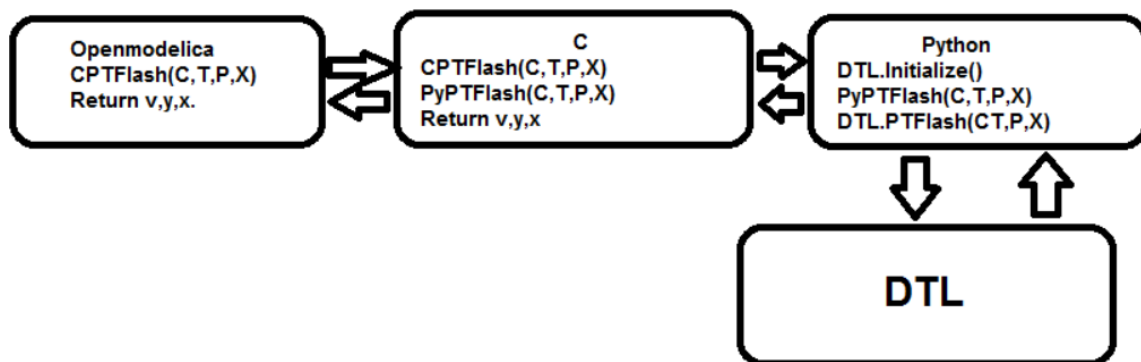 Openmodelica
CPTFlash(C,T,P,X)
Return v,y,x.
C
CPTFlash(C,T,P,X)
PyPTFlash(C,T,P,X)
Return v,y,x
Python
DTL.Initialize()
PyPTFlash(C,T,P,X)
DTL.PTFlash(CT,P,X)
DTL